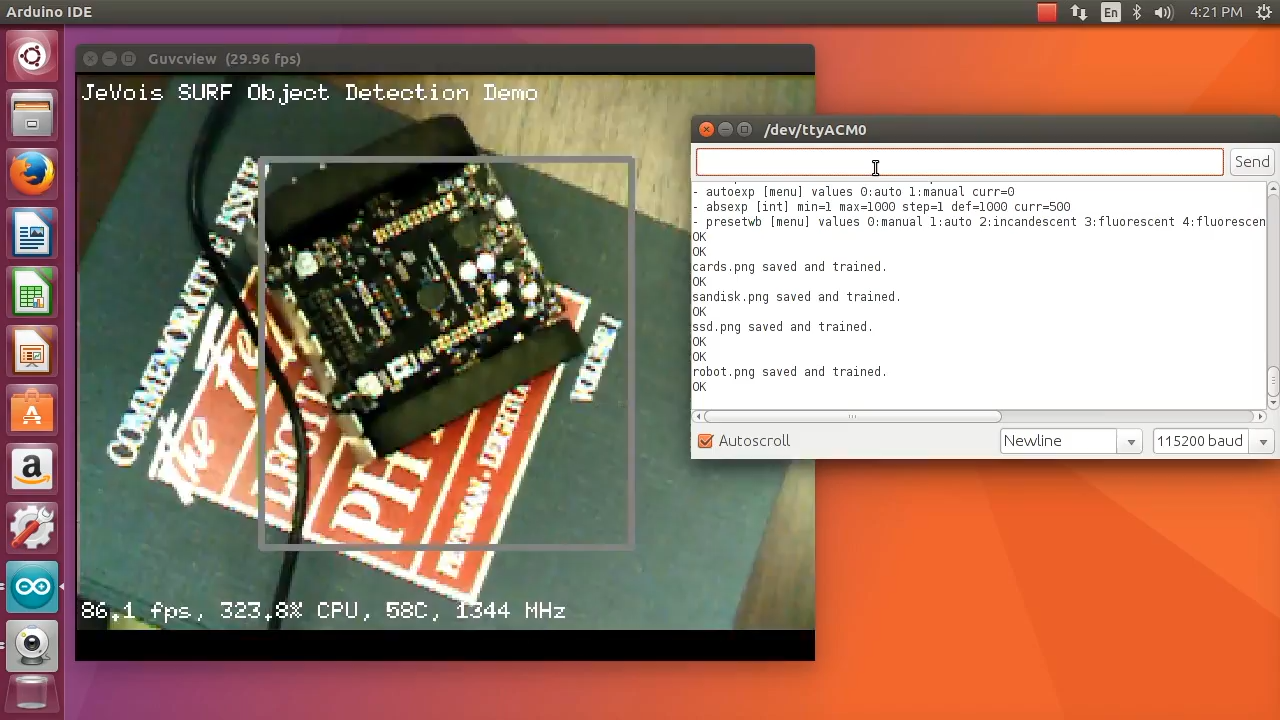 Arduino IDE
En
4:21 PM
Guvcview (29.96 fps)
JeVois SURF Object Detection Demo
COMMEMORATIVE
The
PH
86.1 fps, 323.8% CPU, 58C, 1344 MHz
/dev/ttyACM0
Send
- autoexp [menu] values 0:auto 1:manual curr=0
- absexp [int] min=1 max=1000 step=1 def=1000 curr=500
- presetwb [menu] values 0:manual 1:auto 2:incandescent 3:fluorescent 4:fluorescen
OK
OK
cards.png saved and trained.
OK
sandisk.png saved and trained.
OK
ssd.png saved and trained.
OK
OK
robot.png saved and trained.
OK
Autoscroll
Newline
115200 baud